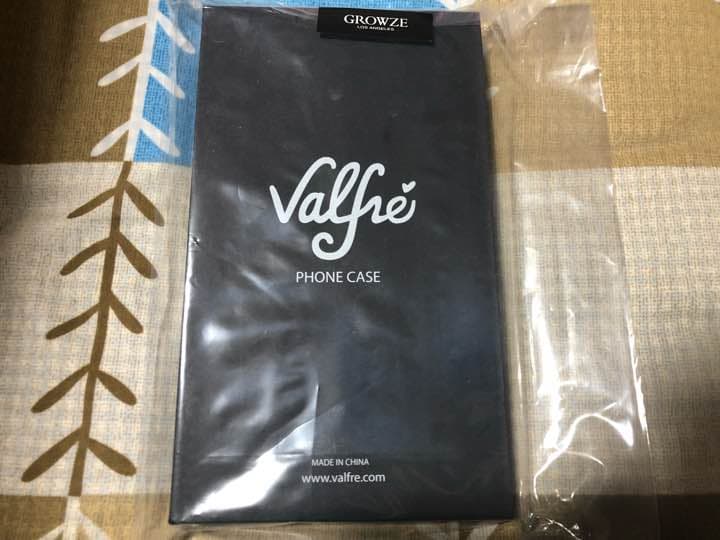 GROWZE
LOS ANGELES
Valfré
PHONE CASE
MADE IN CHINA
www.valfre.com